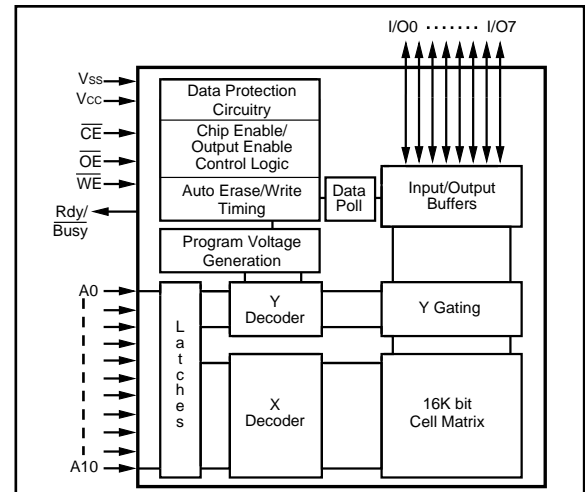 I/O0 ········ I/O7
VSS
VCC
CE
OE
WE
Rdy/
Busy
A0
A10
Data Protection
Circuitry
Chip Enable/
Output Enable
Control Logic
Auto Erase/Write
Timing
Data
Poll
Input/Output
Buffers
Program Voltage
Generation
Latches
Y
Decoder
Y Gating
X
Decoder
16K bit
Cell Matrix